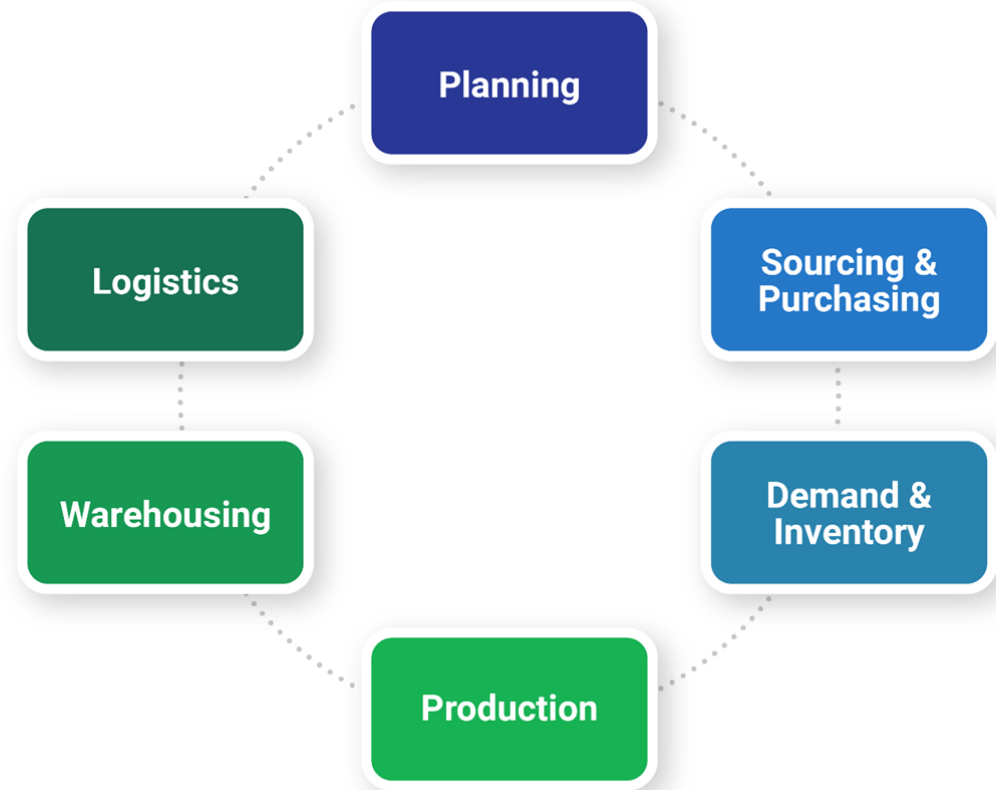 Planning
Sourcing &
Purchasing
Demand &
Inventory
Production
Warehousing
Logistics